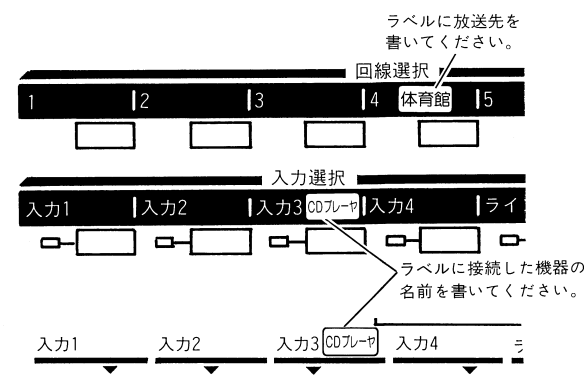 ラベルに放送先を
書いてください。
回線選択
1 2 3 4 体育館 5
入力選択
入力1 入力2 入力3 CDプレーヤ 入力4 ライ
ラベルに接続した機器の
名前を書いてください。
入力1 入力2 入力3 CDプレーヤ 入力4